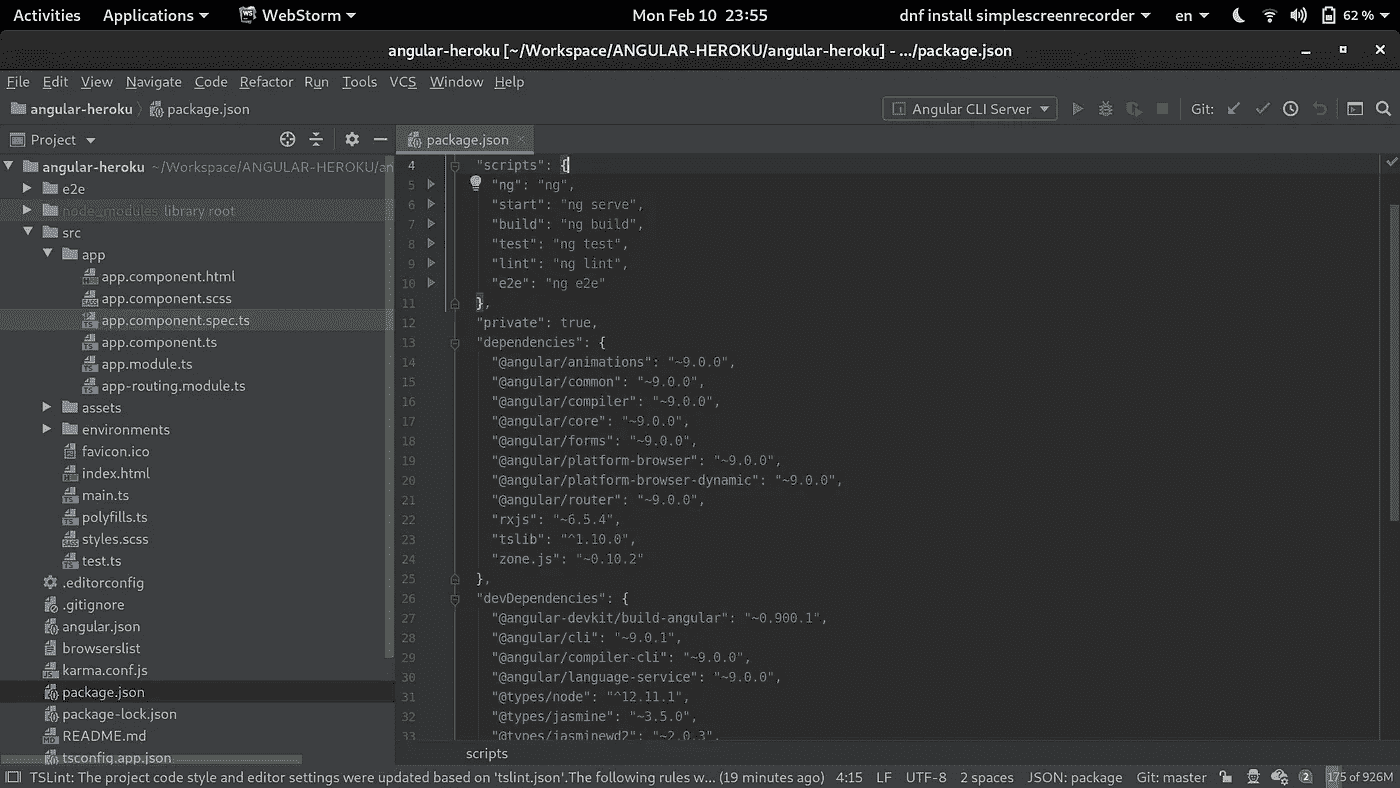 Activities Applications WebStorm Mon Feb 10 23:55 dnf install simplescreenrecorder en 62 %
angular-heroku [~/Workspace/ANGULAR-HEROKU/angular-heroku] - .../package.json
File Edit View Navigate Code Refactor Run Tools VCS Window Help
angular-heroku package.json Angular CLI Server Git:
Project
package.json
angular-heroku ~/Workspace/ANGULAR-HEROKU/an
e2e
node_modules library root
src
app
app.component.html
app.component.scss
app.component.spec.ts
app.component.ts
app.module.ts
app-routing.module.ts
assets
environments
favicon.ico
index.html
main.ts
polyfills.ts
styles.scss
test.ts
.editorconfig
.gitignore
angular.json
browserslist
karma.conf.js
package.json
package-lock.json
README.md
tsconfig.app.json
4 "scripts": {
5 "ng": "ng",
6 "start": "ng serve",
7 "build": "ng build",
8 "test": "ng test",
9 "lint": "ng lint",
10 "e2e": "ng e2e"
11 },
12 "private": true,
13 "dependencies": {
14 "@angular/animations": "~9.0.0",
15 "@angular/common": "~9.0.0",
16 "@angular/compiler": "~9.0.0",
17 "@angular/core": "~9.0.0",
18 "@angular/forms": "~9.0.0",
19 "@angular/platform-browser": "~9.0.0",
20 "@angular/platform-browser-dynamic": "~9.0.0",
21 "@angular/router": "~9.0.0",
22 "rxjs": "~6.5.4",
23 "tslib": "^1.10.0",
24 "zone.js": "~0.10.2"
25 },
26 "devDependencies": {
27 "@angular-devkit/build-angular": "~0.900.1",
28 "@angular/cli": "~9.0.1",
29 "@angular/compiler-cli": "~9.0.0",
30 "@angular/language-service": "~9.0.0",
31 "@types/node": "^12.11.1",
32 "@types/jasmine": "~3.5.0",
33 "@types/jasminewd2": "~2.0.3",
scripts
TSLint: The project code style and editor settings were updated based on 'tslint.json'.The following rules w... (19 minutes ago) 4:15 LF UTF-8 2 spaces JSON: package Git: master 2 175 of 926M